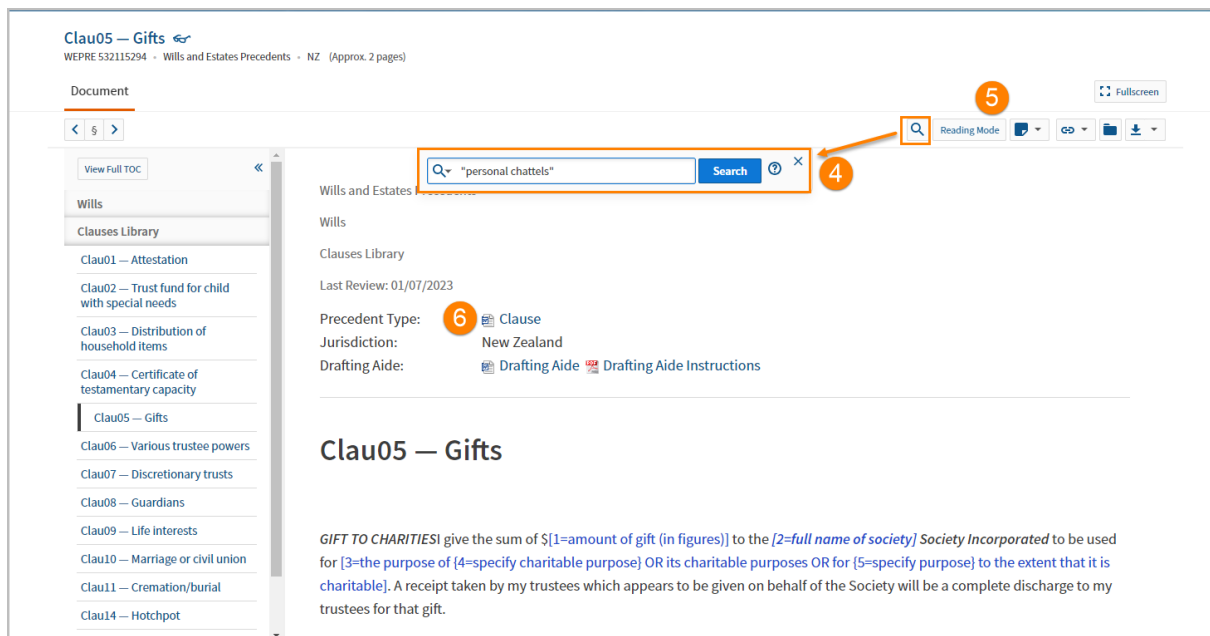 Clau05 — Gifts
WEPRE 532115294 • Wills and Estates Precedents • NZ (Approx. 2 pages)
Document
5
Fullscreen
§
Reading Mode
View Full TOC
"personal chattels"
Search
4
Wills and Estates Precedents
Wills
Wills
Clauses Library
Clauses Library
Clau01 — Attestation
Clau02 — Trust fund for child
with special needs
Clau03 — Distribution of
household items
Clau04 — Certificate of
testamentary capacity
Clau05 — Gifts
Clau06 — Various trustee powers
Clau07 — Discretionary trusts
Clau08 — Guardians
Clau09 — Life interests
Clau10 — Marriage or civil union
Clau11 — Cremation/burial
Clau14 — Hotchpot
Last Review: 01/07/2023
Precedent Type: 6 Clause
Jurisdiction: New Zealand
Drafting Aide: Drafting Aide Drafting Aide Instructions
Clau05 — Gifts
GIFT TO CHARITIESI give the sum of $[1=amount of gift (in figures)] to the [2=full name of society] Society Incorporated to be used
for [3=the purpose of {4=specify charitable purpose} OR its charitable purposes OR for {5=specify purpose} to the extent that it is
charitable]. A receipt taken by my trustees which appears to be given on behalf of the Society will be a complete discharge to my
trustees for that gift.